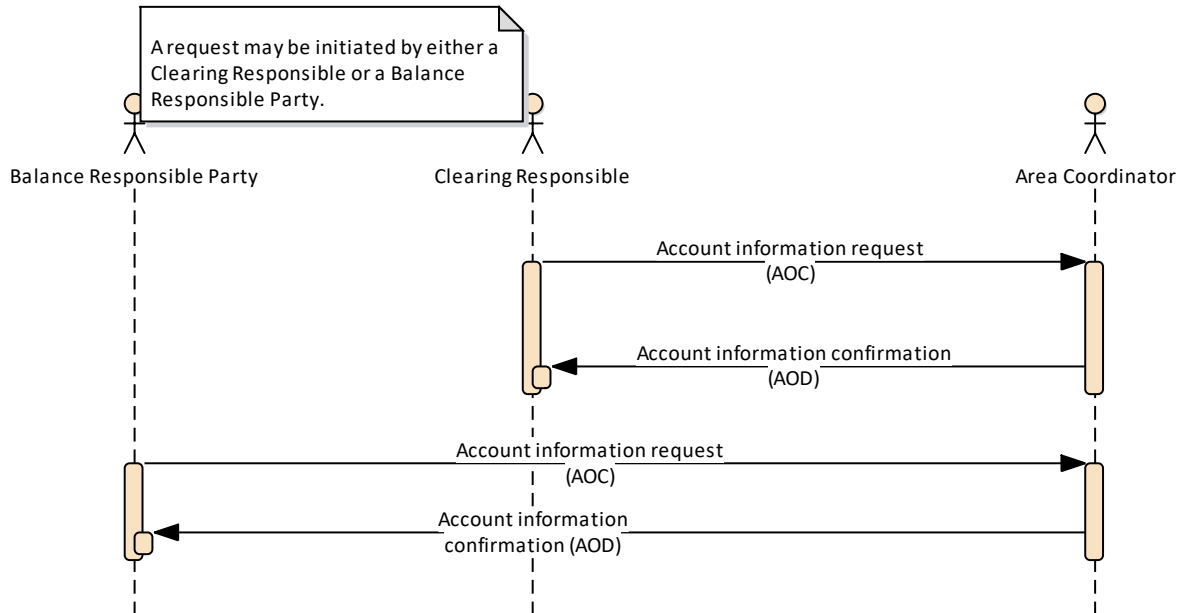 A request may be initiated by either a
Clearing Responsible or a Balance
Responsible Party.
Balance Responsible Party
Clearing Responsible
Area Coordinator
Account information request
(AOC)
Account information confirmation
(AOD)
Account information request
(AOC)
Account information
confirmation (AOD)